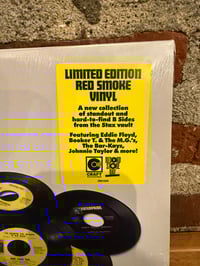 LIMITED EDITION
RED SMOKE
VINYL
A new collection
of standout and
hard-to-find B Sides
from the Stax vault
Featuring Eddie Floyd,
Booker T. & The M.G.'s,
The Bar-Kays,
Johnnie Taylor & more!
CRAFT